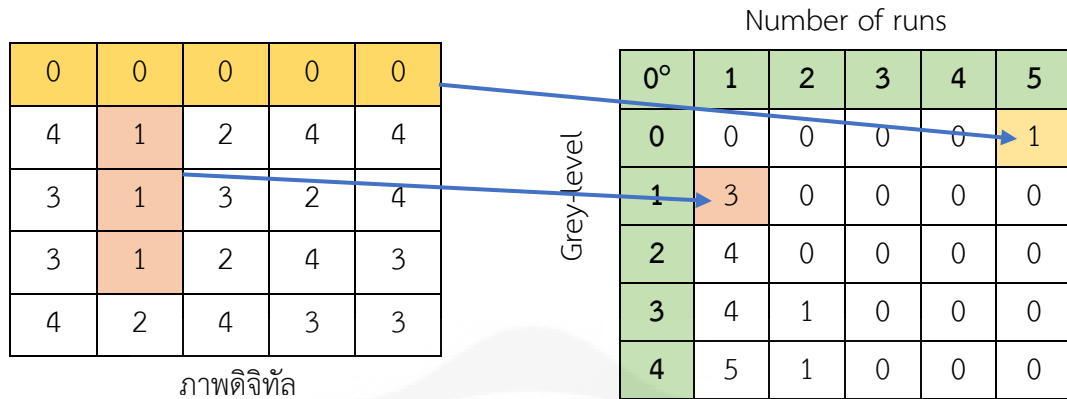 Number of runs
0 0 0 0 0
4 1 2 4 4
3 1 3 2 4
3 1 2 4 3
4 2 4 3 3
ภาพดิจิทัล
Grey-level
0° 1 2 3 4 5
0 0 0 0 0 1
1 3 0 0 0 0
2 4 0 0 0 0
3 4 1 0 0 0
4 5 1 0 0 0